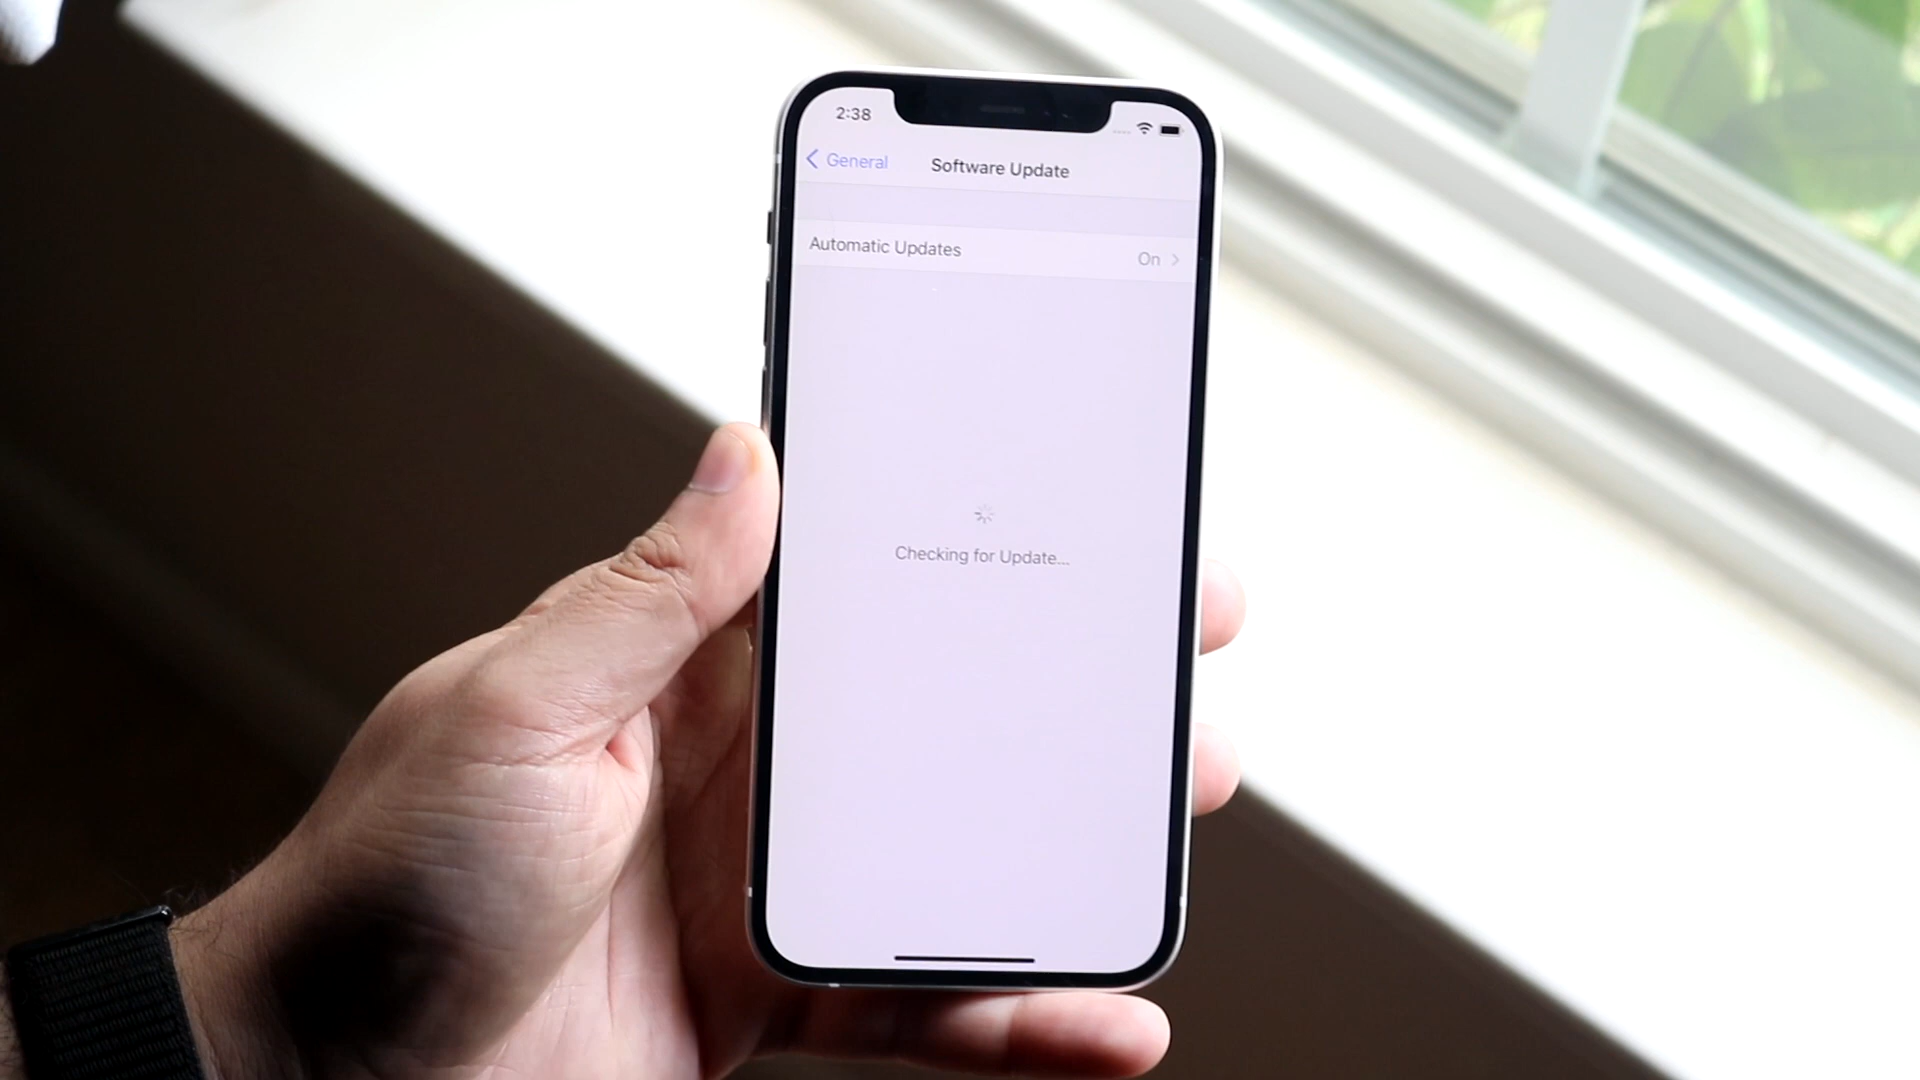 2:38
General
Software Update
Automatic Updates
On
Checking for Update...